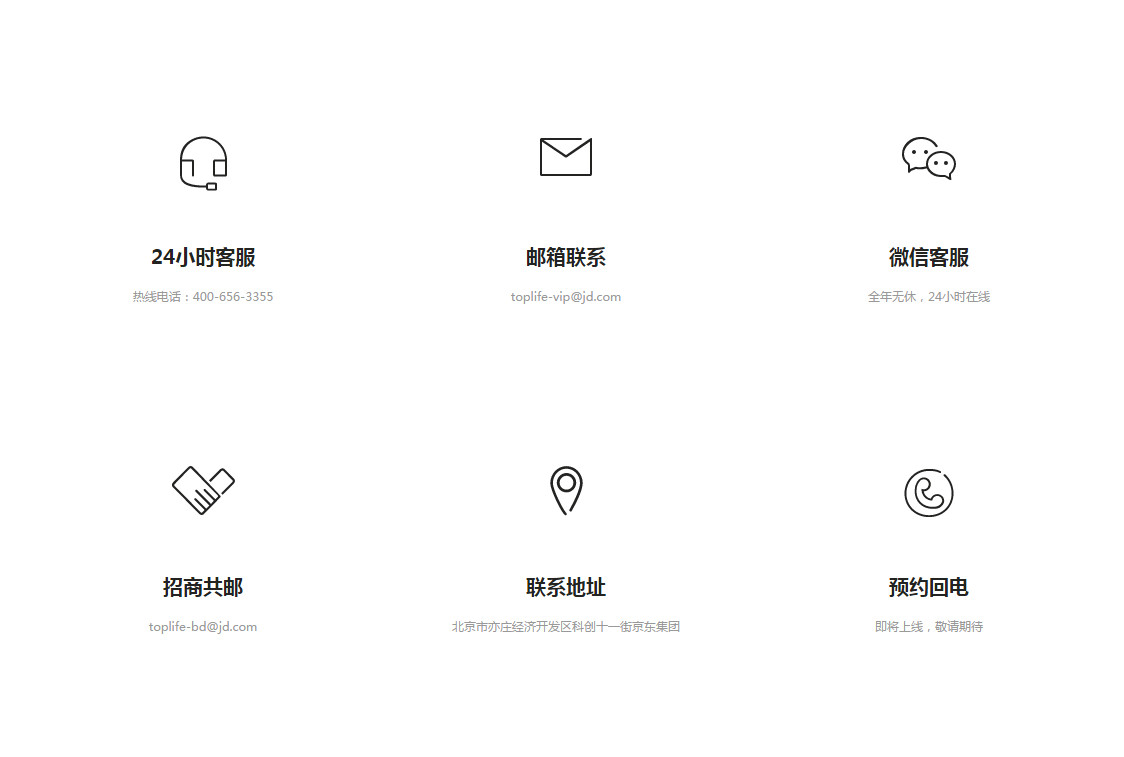 24小时客服
邮箱联系
微信客服
热线电话：400-656-3355
toplife-vip@jd.com
全年无休，24小时在线
招商共邮
联系地址
预约回电
toplife-bd@jd.com
北京市亦庄经济开发区科创十一街京东集团
即将上线，敬请期待